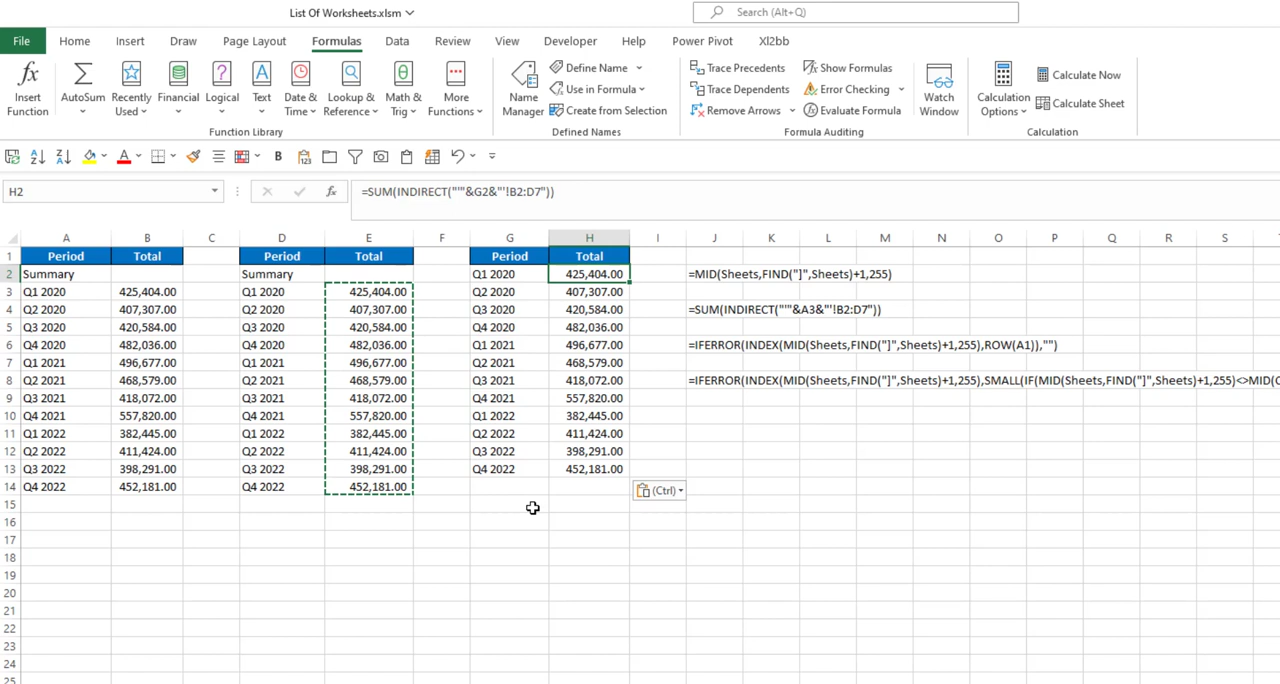 List Of Worksheets.xlsm
Search (Alt+Q)
File Home Insert Draw Page Layout Formulas Data Review View Developer Help Power Pivot Xl2bb
Insert Function
AutoSum
Recently Used
Financial
Logical
Text
Date & Time
Lookup & Reference
Math & Trig
More Functions
Function Library
Name Manager
Define Name
Use in Formula
Create from Selection
Defined Names
Trace Precedents
Trace Dependents
Remove Arrows
Show Formulas
Error Checking
Evaluate Formula
Formula Auditing
Watch Window
Calculation Options
Calculate Now
Calculate Sheet
Calculation
H2 fx =SUM(INDIRECT("'"&G2&"'!B2:D7"))
A B C D E F G H I J K L M N O P Q R S
1 Period Total Period Total Period Total
2 Summary Summary Q1 2020 425,404.00 =MID(Sheets,FIND("]",Sheets)+1,255)
3 Q1 2020 425,404.00 Q1 2020 425,404.00 Q2 2020 407,307.00
4 Q2 2020 407,307.00 Q2 2020 407,307.00 Q3 2020 420,584.00 =SUM(INDIRECT("'"&A3&"'!B2:D7"))
5 Q3 2020 420,584.00 Q3 2020 420,584.00 Q4 2020 482,036.00
6 Q4 2020 482,036.00 Q4 2020 482,036.00 Q1 2021 496,677.00 =IFERROR(INDEX(MID(Sheets,FIND("]",Sheets)+1,255),ROW(A1)),"")
7 Q1 2021 496,677.00 Q1 2021 496,677.00 Q2 2021 468,579.00
8 Q2 2021 468,579.00 Q2 2021 468,579.00 Q3 2021 418,072.00 =IFERROR(INDEX(MID(Sheets,FIND("]",Sheets)+1,255),SMALL(IF(MID(Sheets,FIND("]",Sheets)+1,255)<>MID(
9 Q3 2021 418,072.00 Q3 2021 418,072.00 Q4 2021 557,820.00
10 Q4 2021 557,820.00 Q4 2021 557,820.00 Q1 2022 382,445.00
11 Q1 2022 382,445.00 Q1 2022 382,445.00 Q2 2022 411,424.00
12 Q2 2022 411,424.00 Q2 2022 411,424.00 Q3 2022 398,291.00
13 Q3 2022 398,291.00 Q3 2022 398,291.00 Q4 2022 452,181.00
14 Q4 2022 452,181.00 Q4 2022 452,181.00 (Ctrl)
15
16
17
18
19
20
21
22
23
24
25